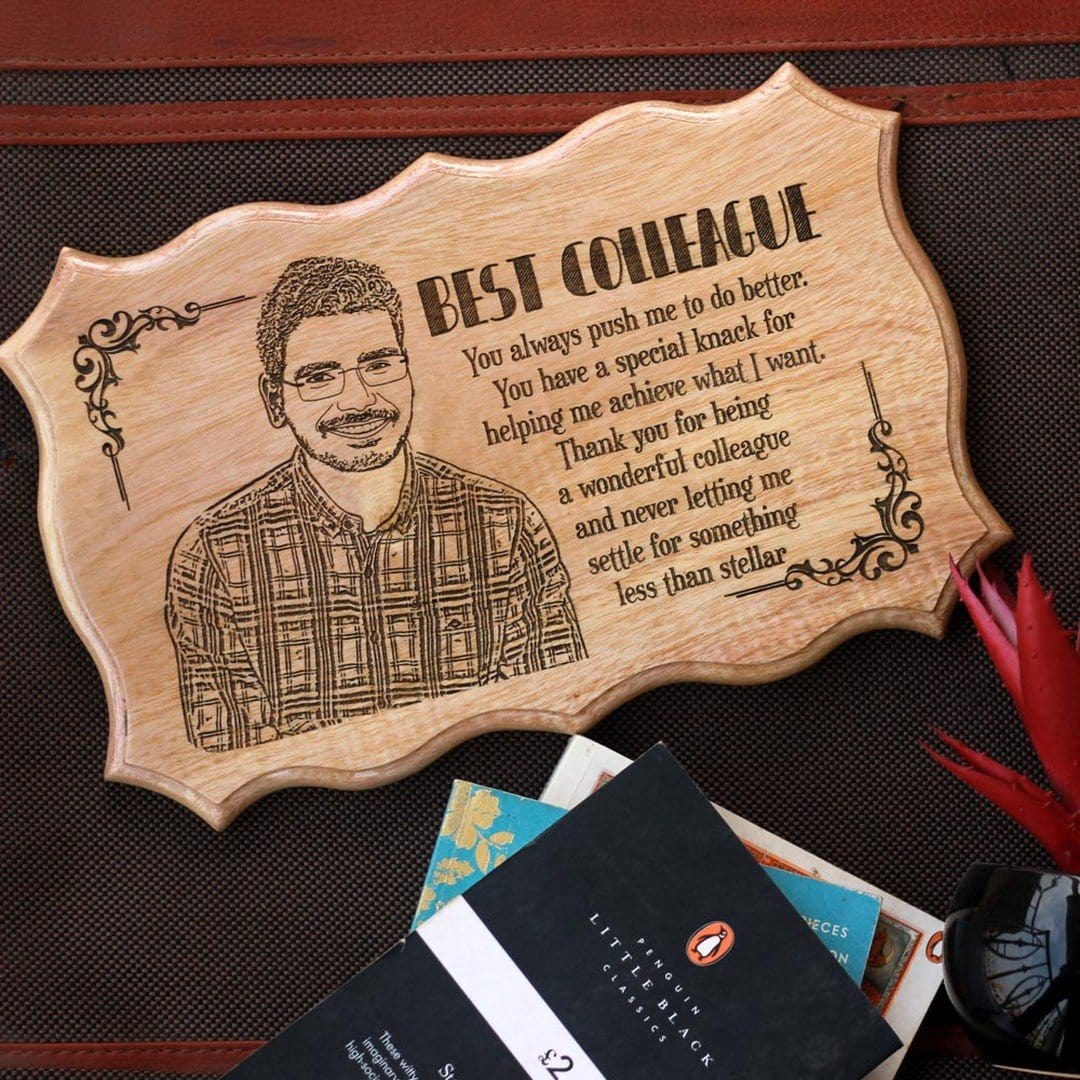 BEST COLLEAGUE
You always push me to do better.
You have a special knack for
helping me achieve what I want.
Thank you for being
a wonderful colleague
and never letting me
settle for something
less than stellar
PENGUIN
LITTLE BLACK
CLASSICS
£2
These witty